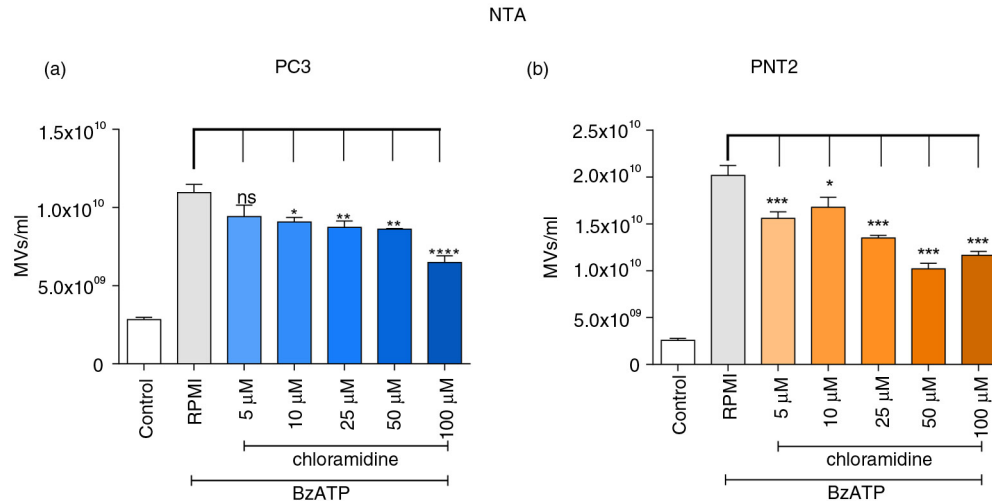 NTA
(a)
PC3
MVs/ml
1.5x10^10
1.0x10^10
5.0x10^09
0
ns
*
**
**
****
Control
RPMI
5 µM
10 µM
25 µM
50 µM
100 µM
chloramidine
BzATP
(b)
PNT2
MVs/ml
2.5x10^10
2.0x10^10
1.5x10^10
1.0x10^10
5.0x10^09
0
***
*
***
***
***
Control
RPMI
5 µM
10 µM
25 µM
50 µM
100 µM
chloramidine
BzATP